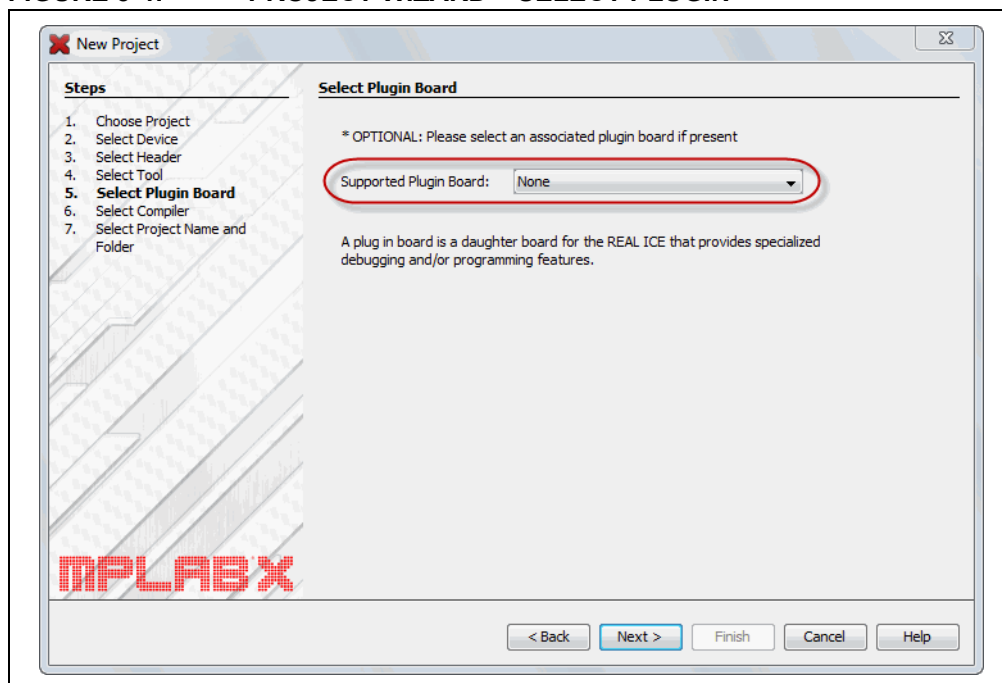 New Project
Steps
1. Choose Project
2. Select Device
3. Select Header
4. Select Tool
5. Select Plugin Board
6. Select Compiler
7. Select Project Name and
Folder
Select Plugin Board
* OPTIONAL: Please select an associated plugin board if present
Supported Plugin Board: None
A plug in board is a daughter board for the REAL ICE that provides specialized
debugging and/or programming features.
MPLABX
< Back Next > Finish Cancel Help